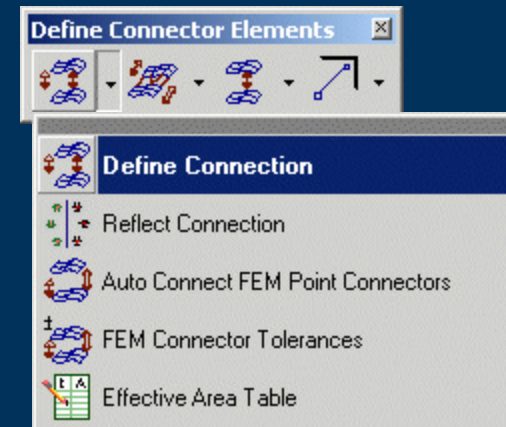 Define Connector Elements
Define Connection
Reflect Connection
Auto Connect FEM Point Connectors
FEM Connector Tolerances
Effective Area Table